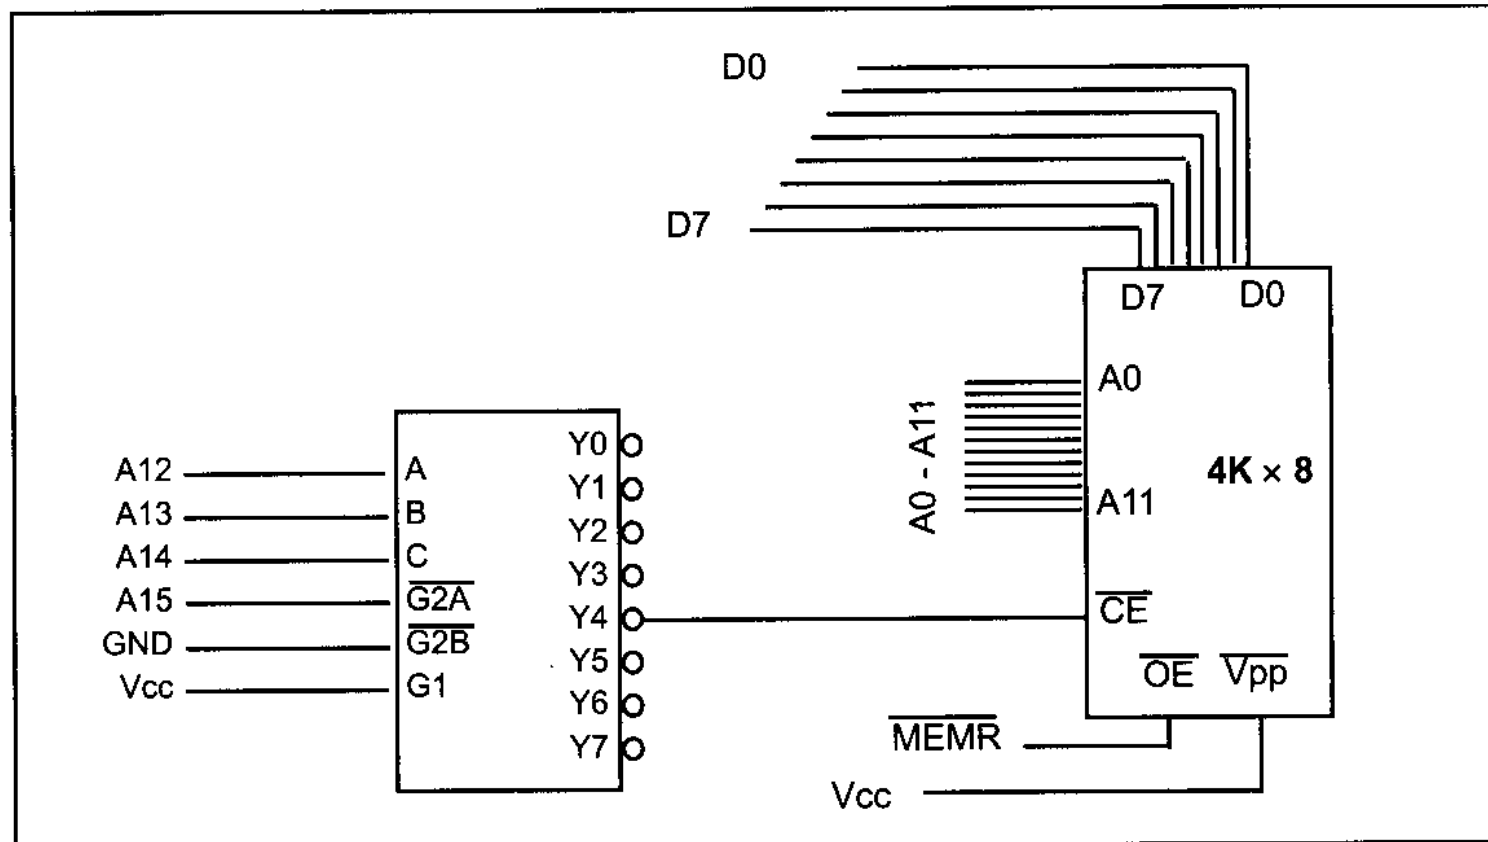 D0
D7
D7 D0
A0
A0 - A11
4K × 8
A11
CE
OE Vpp
MEMR
Vcc
A12
A13
A14
A15
GND
Vcc
A
B
C
G2A
G2B
G1
Y0
Y1
Y2
Y3
Y4
Y5
Y6
Y7